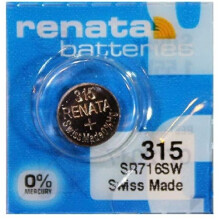 renata
batteries
315
RENATA
+
0%
MERCURY
315
SR716SW
Swiss Made